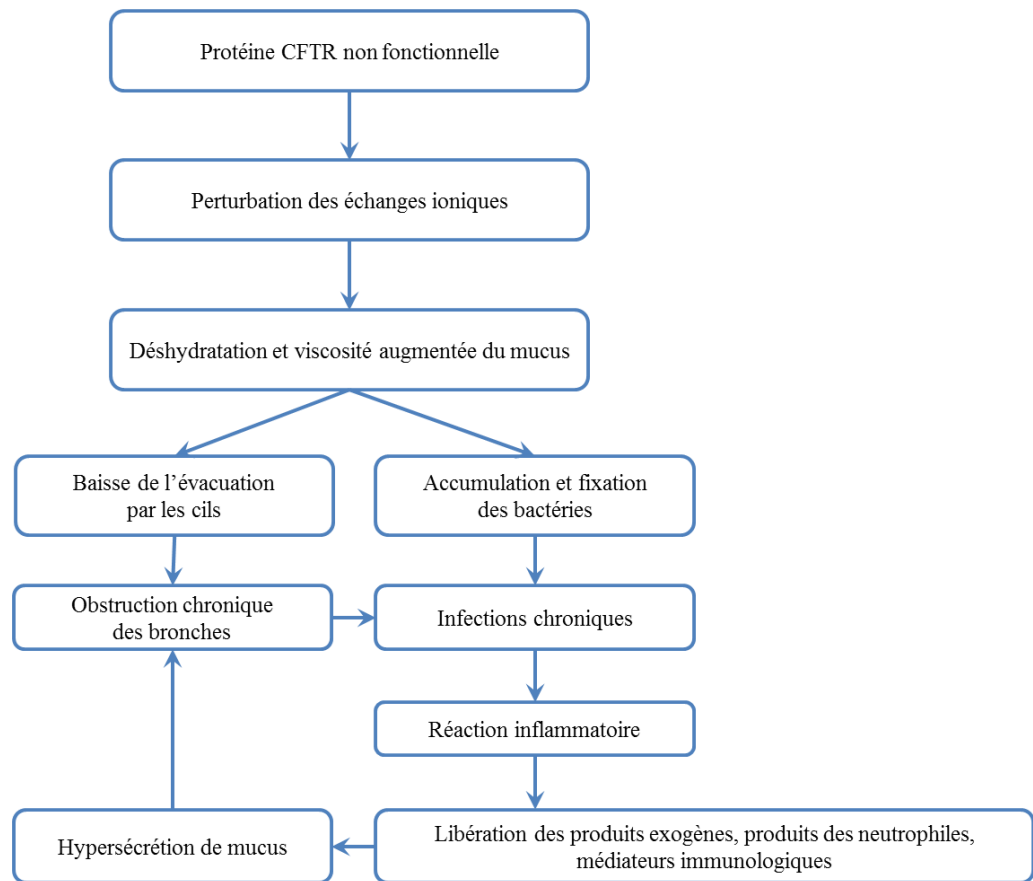 Protéine CFTR non fonctionnelle
Perturbation des échanges ioniques
Déshydratation et viscosité augmentée du mucus
Baisse de l’évacuation
par les cils
Accumulation et fixation
des bactéries
Obstruction chronique
des bronches
Infections chroniques
Réaction inflammatoire
Hypersécrétion de mucus
Libération des produits exogènes, produits des neutrophiles,
médiateurs immunologiques